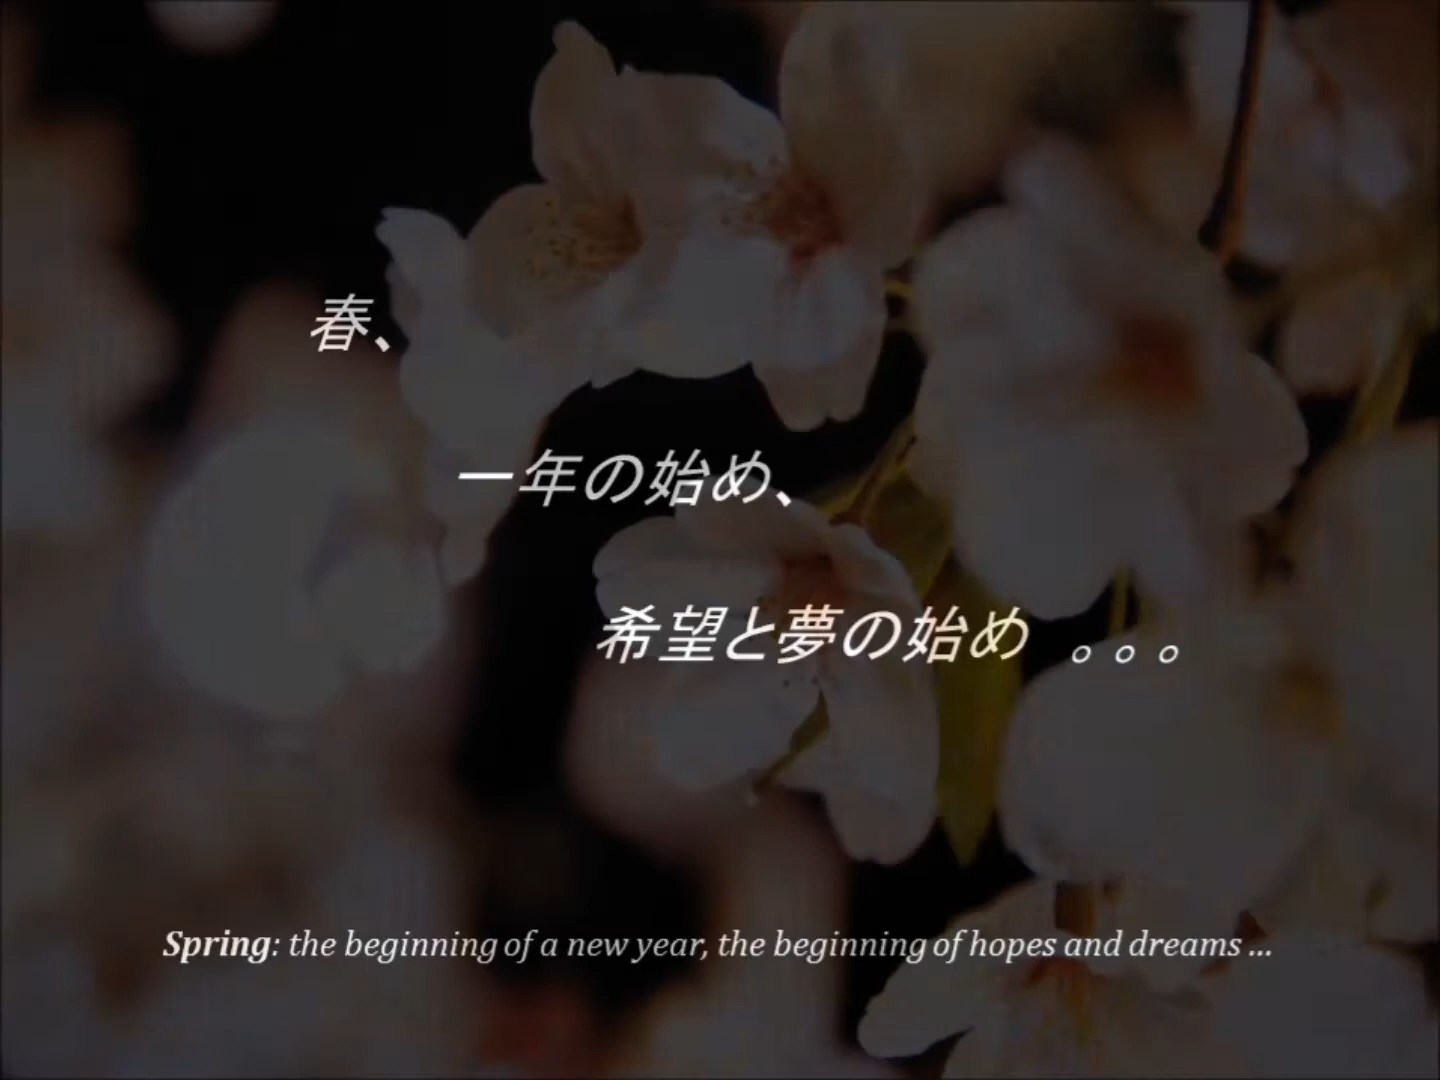 春、
一年の始め、
希望と夢の始め 。。。
Spring: the beginning of a new year, the beginning of hopes and dreams ...